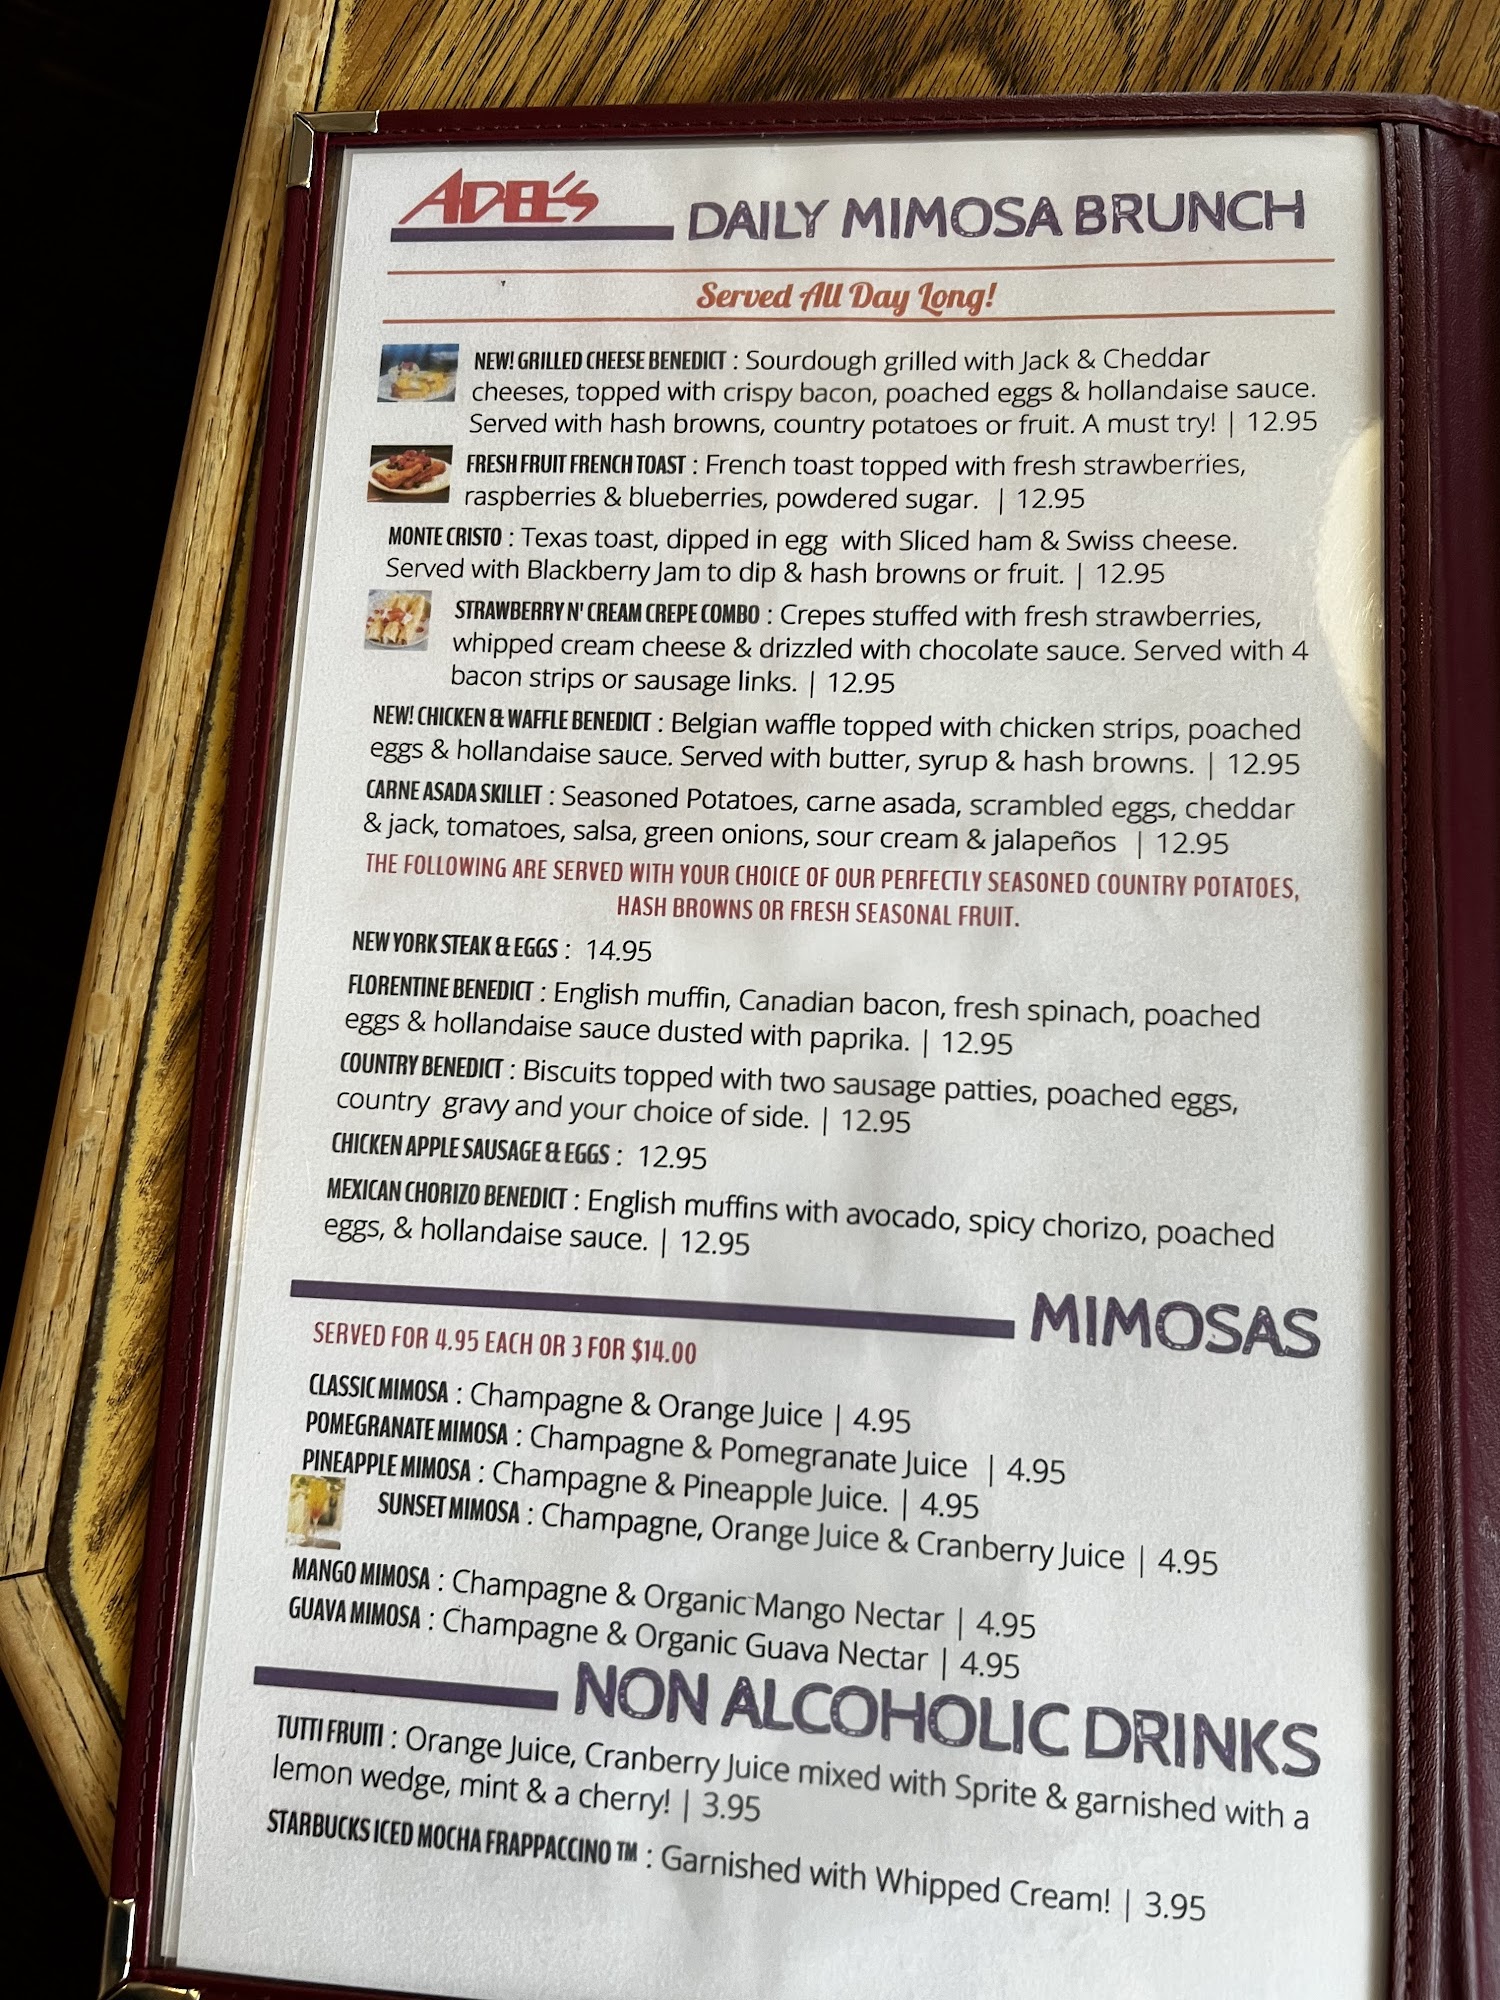 ADEL'S DAILY MIMOSA BRUNCH
Served All Day Long!
NEW! GRILLED CHEESE BENEDICT : Sourdough grilled with Jack & Cheddar
cheeses, topped with crispy bacon, poached eggs & hollandaise sauce.
Served with hash browns, country potatoes or fruit. A must try! | 12.95
FRESH FRUIT FRENCH TOAST : French toast topped with fresh strawberries,
raspberries & blueberries, powdered sugar. | 12.95
MONTE CRISTO : Texas toast, dipped in egg with Sliced ham & Swiss cheese.
Served with Blackberry Jam to dip & hash browns or fruit. | 12.95
STRAWBERRY N' CREAM CREPE COMBO : Crepes stuffed with fresh strawberries,
whipped cream cheese & drizzled with chocolate sauce. Served with 4
bacon strips or sausage links. | 12.95
NEW! CHICKEN & WAFFLE BENEDICT : Belgian waffle topped with chicken strips, poached
eggs & hollandaise sauce. Served with butter, syrup & hash browns. | 12.95
CARNE ASADA SKILLET : Seasoned Potatoes, carne asada, scrambled eggs, cheddar
& jack, tomatoes, salsa, green onions, sour cream & jalapeños | 12.95
THE FOLLOWING ARE SERVED WITH YOUR CHOICE OF OUR PERFECTLY SEASONED COUNTRY POTATOES,
HASH BROWNS OR FRESH SEASONAL FRUIT.
NEW YORK STEAK & EGGS : 14.95
FLORENTINE BENEDICT : English muffin, Canadian bacon, fresh spinach, poached
eggs & hollandaise sauce dusted with paprika. | 12.95
COUNTRY BENEDICT : Biscuits topped with two sausage patties, poached eggs,
country gravy and your choice of side. | 12.95
CHICKEN APPLE SAUSAGE & EGGS : 12.95
MEXICAN CHORIZO BENEDICT : English muffins with avocado, spicy chorizo, poached
eggs, & hollandaise sauce. | 12.95
MIMOSAS
SERVED FOR 4.95 EACH OR 3 FOR $14.00
CLASSIC MIMOSA : Champagne & Orange Juice | 4.95
POMEGRANATE MIMOSA : Champagne & Pomegranate Juice | 4.95
PINEAPPLE MIMOSA : Champagne & Pineapple Juice. | 4.95
SUNSET MIMOSA : Champagne, Orange Juice & Cranberry Juice | 4.95
MANGO MIMOSA : Champagne & Organic Mango Nectar | 4.95
GUAVA MIMOSA : Champagne & Organic Guava Nectar | 4.95
NON ALCOHOLIC DRINKS
TUTTI FRUITI : Orange Juice, Cranberry Juice mixed with Sprite & garnished with a
lemon wedge, mint & a cherry! | 3.95
STARBUCKS ICED MOCHA FRAPPACCINO ™ : Garnished with Whipped Cream! | 3.95